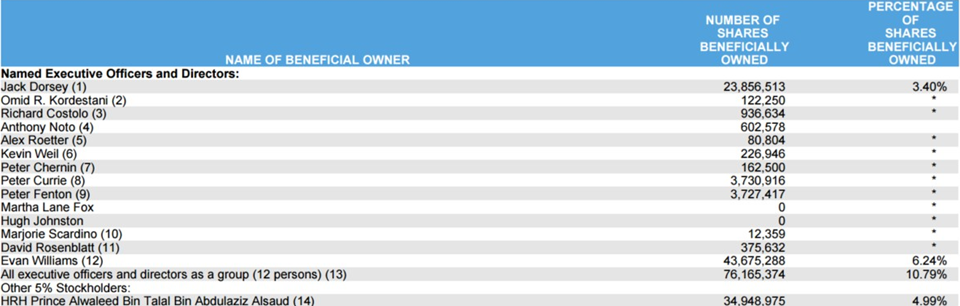 NAME OF BENEFICIAL OWNER NUMBER OF SHARES BENEFICIALLY OWNED PERCENTAGE OF SHARES BENEFICIALLY OWNED
Named Executive Officers and Directors:
Jack Dorsey (1) 23,856,513 3.40%
Omid R. Kordestani (2) 122,250 *
Richard Costolo (3) 936,634 *
Anthony Noto (4) 602,578
Alex Roetter (5) 80,804 *
Kevin Weil (6) 226,946 *
Peter Chernin (7) 162,500 *
Peter Currie (8) 3,730,916 *
Peter Fenton (9) 3,727,417 *
Martha Lane Fox 0 *
Hugh Johnston 0 *
Marjorie Scardino (10) 12,359 *
David Rosenblatt (11) 375,632 *
Evan Williams (12) 43,675,288 6.24%
All executive officers and directors as a group (12 persons) (13) 76,165,374 10.79%
Other 5% Stockholders:
HRH Prince Alwaleed Bin Talal Bin Abdulaziz Alsaud (14) 34,948,975 4.99%